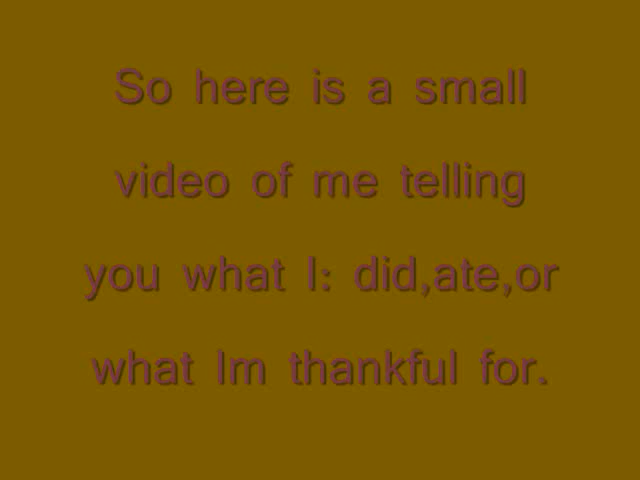 So here is a small
video of me telling
you what I: did,ate,or
what Im thankful for.